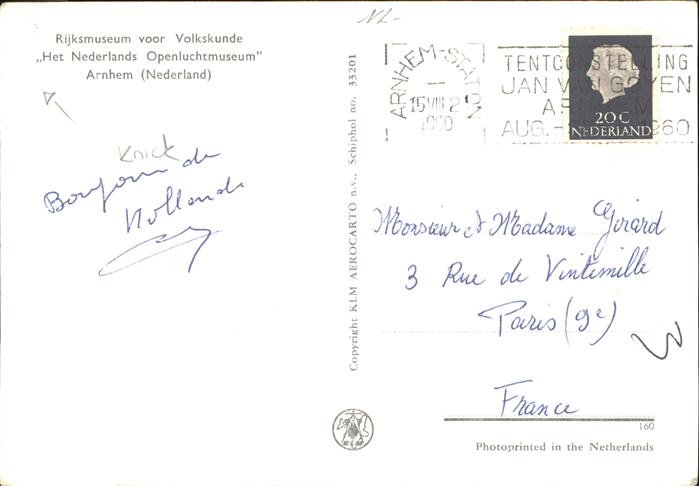 NL-
Rijksmuseum voor Volkskunde
„Het Nederlands Openluchtmuseum”
Arnhem (Nederland)
Knick
Bonjour de
Hollande
Copyright KLM AEROCARTO n.v., Schiphol no. 33201
ARNHEM-STATION
15 VIII 2
1960
TENTOONSTELLING
JAN VAN GOYEN
ARNHEM
AUG.-SEPT. 1960
20 C
NEDERLAND
Monsieur et Madame Girard
3 Rue de Vintimille
Paris (9e)
France
160
Photoprinted in the Netherlands